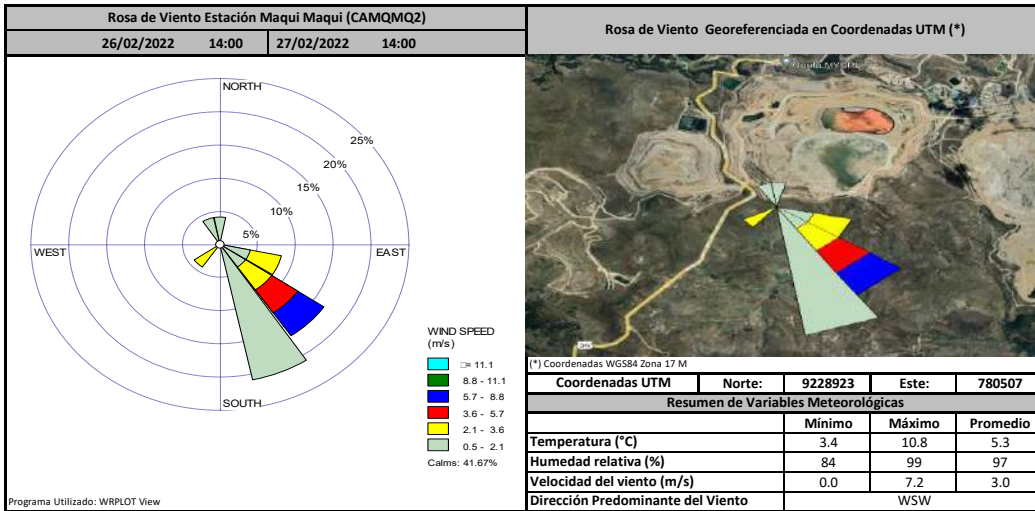 Rosa de Viento Estación Maqui Maqui (CAMQMQ2)
26/02/2022 14:00 27/02/2022 14:00
NORTH
25%
20%
15%
10%
5%
WEST
EAST
SOUTH
WIND SPEED
(m/s)
□= 11.1
8.8 - 11.1
5.7 - 8.8
3.6 - 5.7
2.1 - 3.6
0.5 - 2.1
Calms: 41.67%
Programa Utilizado: WRPLOT View
Rosa de Viento Georeferenciada en Coordenadas UTM (*)
(*) Coordenadas WGS84 Zona 17 M
Coordenadas UTM Norte: 9228923 Este: 780507
Resumen de Variables Meteorológicas
Mínimo Máximo Promedio
Temperatura (°C) 3.4 10.8 5.3
Humedad relativa (%) 84 99 97
Velocidad del viento (m/s) 0.0 7.2 3.0
Dirección Predominante del Viento WSW